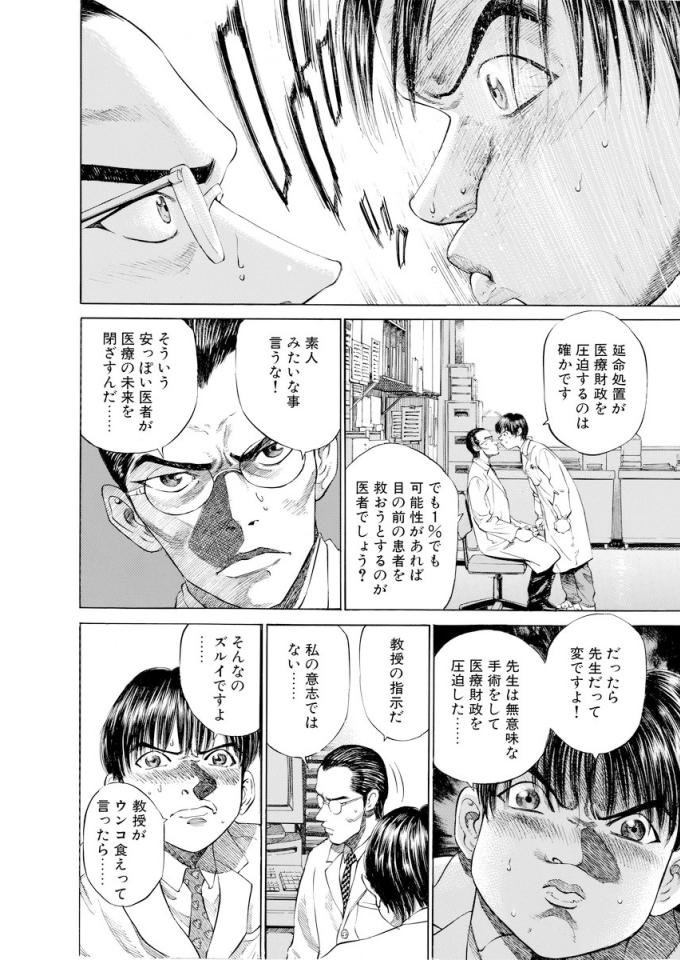 延命処置が
医療財政を
圧迫するのは
確かです
でも1%でも
可能性があれば
目の前の患者を
救おうとするのが
医者でしょう?
素人
みたいな事
言うな!
そういう
安っぽい医者が
医療の未来を
閉ざすんだ……
だったら
先生だって
変ですよ!
先生は無意味な
手術をして
医療財政を
圧迫した……
教授の指示だ
私の意志では
ない……
そんなの
ズルイですよ
……
教授が
ウンコ食えって
言ったら……